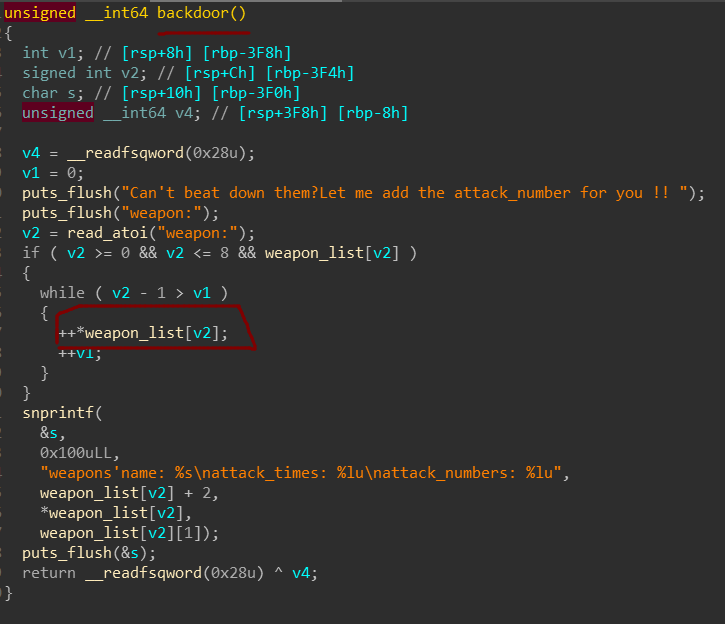 unsigned __int64 backdoor()
{
int v1; // [rsp+8h] [rbp-3F8h]
signed int v2; // [rsp+Ch] [rbp-3F4h]
char s; // [rsp+10h] [rbp-3F0h]
unsigned __int64 v4; // [rsp+3F8h] [rbp-8h]
v4 = __readfsqword(0x28u);
v1 = 0;
puts_flush("Can't beat down them?Let me add the attack_number for you !! ");
puts_flush("weapon:");
v2 = read_atoi("weapon:");
if ( v2 >= 0 && v2 <= 8 && weapon_list[v2] )
{
while ( v2 - 1 > v1 )
{
++*weapon_list[v2];
++v1;
}
}
snprintf(
&s,
0x100uLL,
"weapons'name: %s\nattack_times: %lu\nattack_numbers: %lu",
weapon_list[v2] + 2,
*weapon_list[v2],
weapon_list[v2][1]);
puts_flush(&s);
return __readfsqword(0x28u) ^ v4;
}